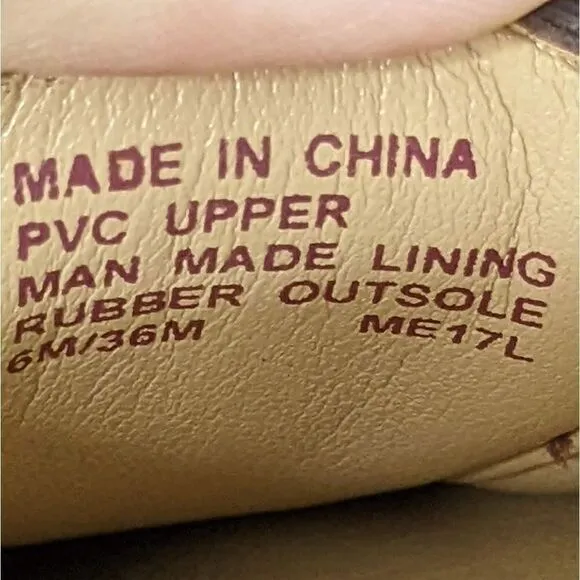 MADE IN CHINA
PVC UPPER
MAN MADE LINING
RUBBER OUTSOLE
6M/36M ME17L